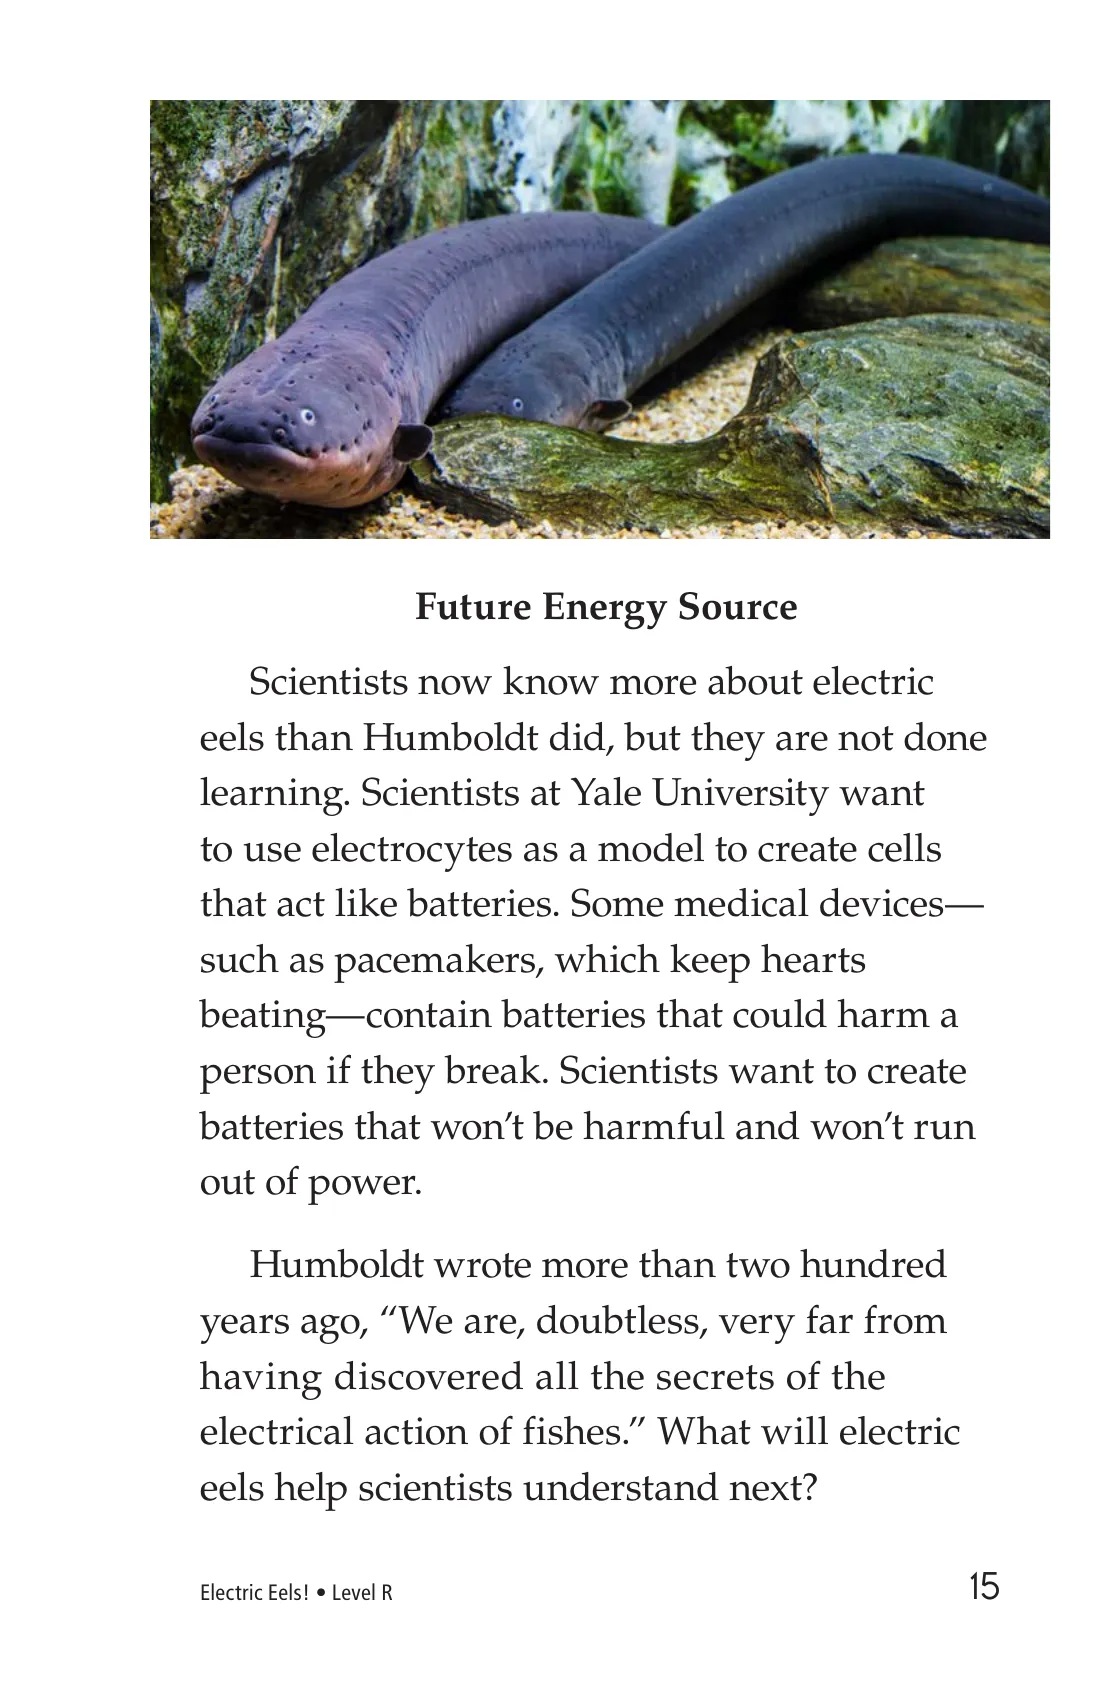 Future Energy Source
Scientists now know more about electric
eels than Humboldt did, but they are not done
learning. Scientists at Yale University want
to use electrocytes as a model to create cells
that act like batteries. Some medical devices—
such as pacemakers, which keep hearts
beating—contain batteries that could harm a
person if they break. Scientists want to create
batteries that won’t be harmful and won’t run
out of power.
Humboldt wrote more than two hundred
years ago, “We are, doubtless, very far from
having discovered all the secrets of the
electrical action of fishes.” What will electric
eels help scientists understand next?
Electric Eels! • Level R
15